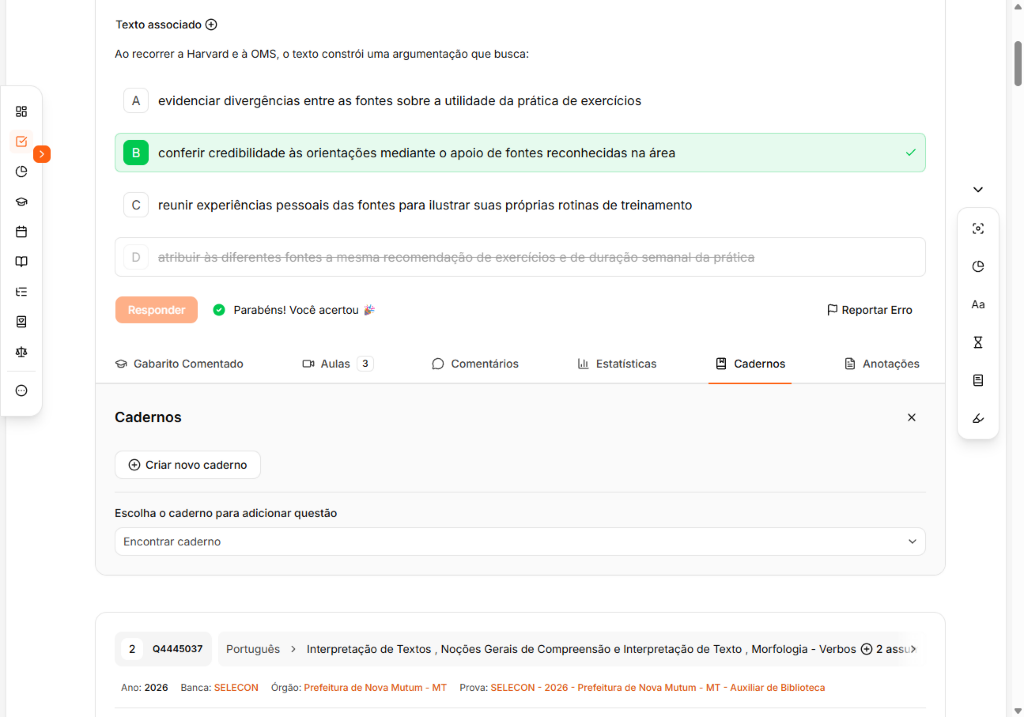 Texto associado
Ao recorrer a Harvard e à OMS, o texto constrói uma argumentação que busca:
A evidenciar divergências entre as fontes sobre a utilidade da prática de exercícios
B conferir credibilidade às orientações mediante o apoio de fontes reconhecidas na área
C reunir experiências pessoais das fontes para ilustrar suas próprias rotinas de treinamento
D atribuir às diferentes fontes a mesma recomendação de exercícios e de duração semanal da prática
Responder Parabéns! Você acertou 🎉 Reportar Erro
Gabarito Comentado Aulas 3 Comentários Estatísticas Cadernos Anotações
Cadernos
Criar novo caderno
Escolha o caderno para adicionar questão
Encontrar caderno
2 Q4445037 Português > Interpretação de Textos , Noções Gerais de Compreensão e Interpretação de Texto , Morfologia - Verbos 2 assu
Ano: 2026 Banca: SELECON Órgão: Prefeitura de Nova Mutum - MT Prova: SELECON - 2026 - Prefeitura de Nova Mutum - MT - Auxiliar de Biblioteca
Aa